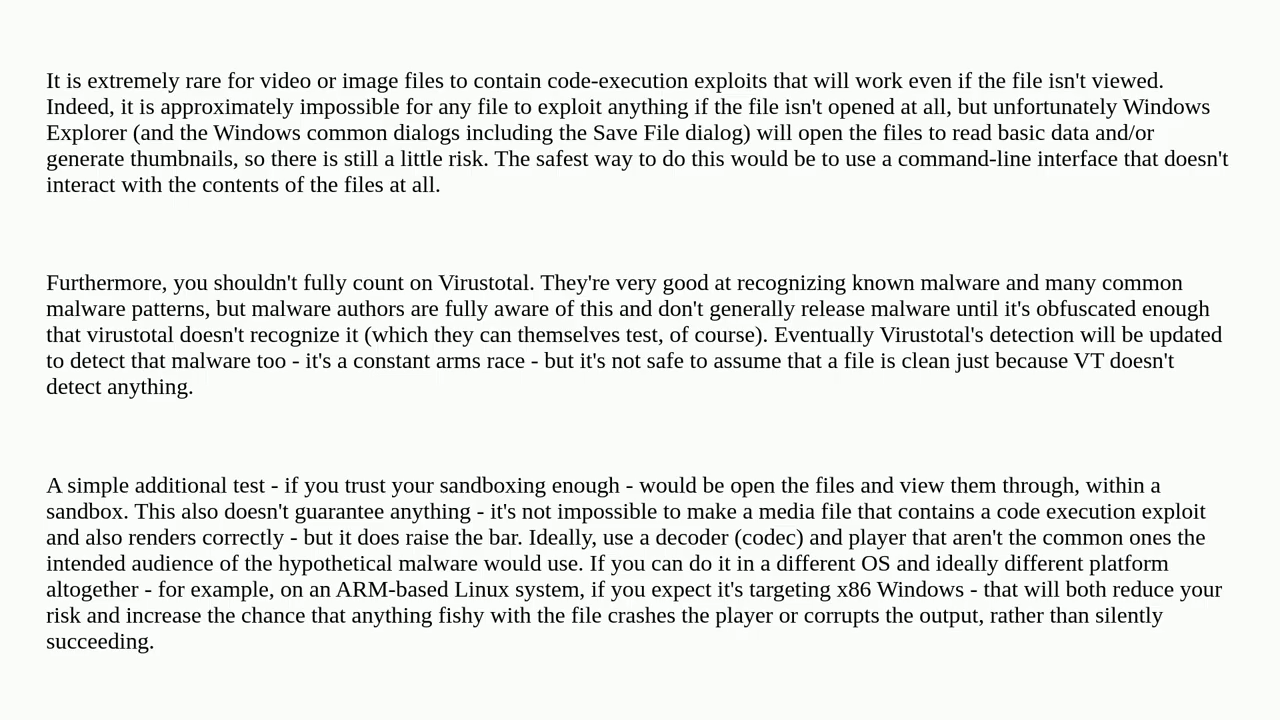 It is extremely rare for video or image files to contain code-execution exploits that will work even if the file isn't viewed.
Indeed, it is approximately impossible for any file to exploit anything if the file isn't opened at all, but unfortunately Windows
Explorer (and the Windows common dialogs including the Save File dialog) will open the files to read basic data and/or
generate thumbnails, so there is still a little risk. The safest way to do this would be to use a command-line interface that doesn't
interact with the contents of the files at all.
Furthermore, you shouldn't fully count on Virustotal. They're very good at recognizing known malware and many common
malware patterns, but malware authors are fully aware of this and don't generally release malware until it's obfuscated enough
that virustotal doesn't recognize it (which they can themselves test, of course). Eventually Virustotal's detection will be updated
to detect that malware too - it's a constant arms race - but it's not safe to assume that a file is clean just because VT doesn't
detect anything.
A simple additional test - if you trust your sandboxing enough - would be open the files and view them through, within a
sandbox. This also doesn't guarantee anything - it's not impossible to make a media file that contains a code execution exploit
and also renders correctly - but it does raise the bar. Ideally, use a decoder (codec) and player that aren't the common ones the
intended audience of the hypothetical malware would use. If you can do it in a different OS and ideally different platform
altogether - for example, on an ARM-based Linux system, if you expect it's targeting x86 Windows - that will both reduce your
risk and increase the chance that anything fishy with the file crashes the player or corrupts the output, rather than silently
succeeding.